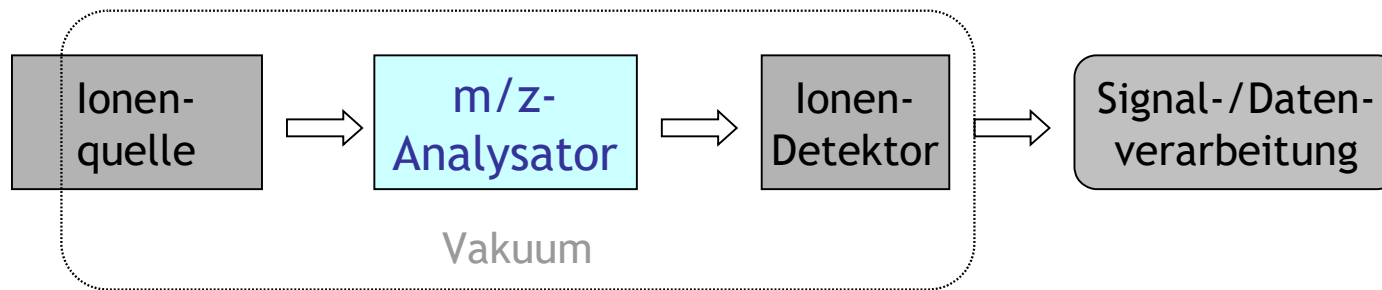 Ionen-
quelle
m/z-
Analysator
Ionen-
Detektor
Signal-/Daten-
verarbeitung
Vakuum